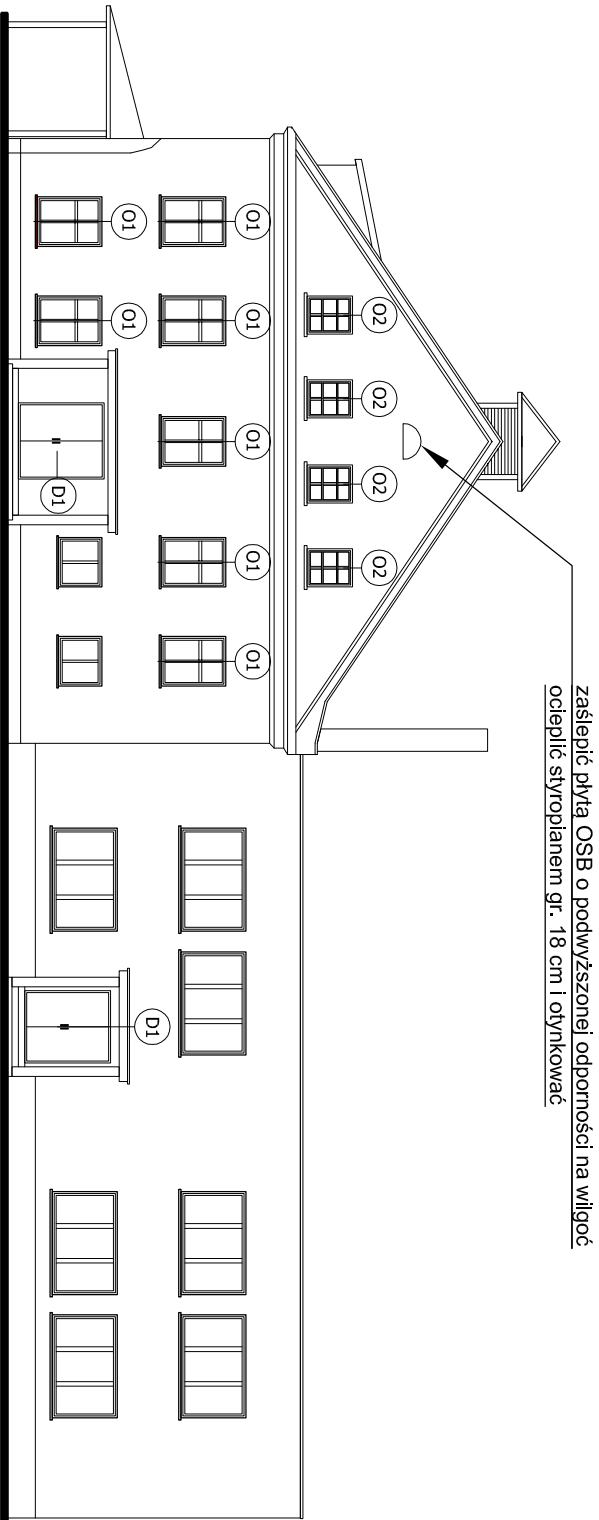 zaślepić płytą OSB o podwyższonej odporności na wilgoć
ocieplić styropianem gr. 18 cm i otynkować
O2
O2
O2
O2
O1
O1
O1
O1
O1
O1
O1
D1
D1